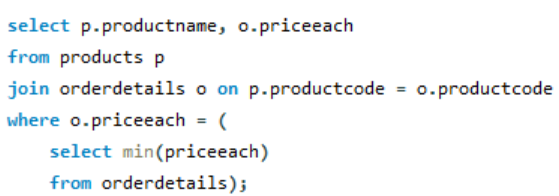 select p.productname, o.priceeach
from products p
join orderdetails o on p.productcode = o.productcode
where o.priceeach = (
    select min(priceeach)
    from orderdetails);